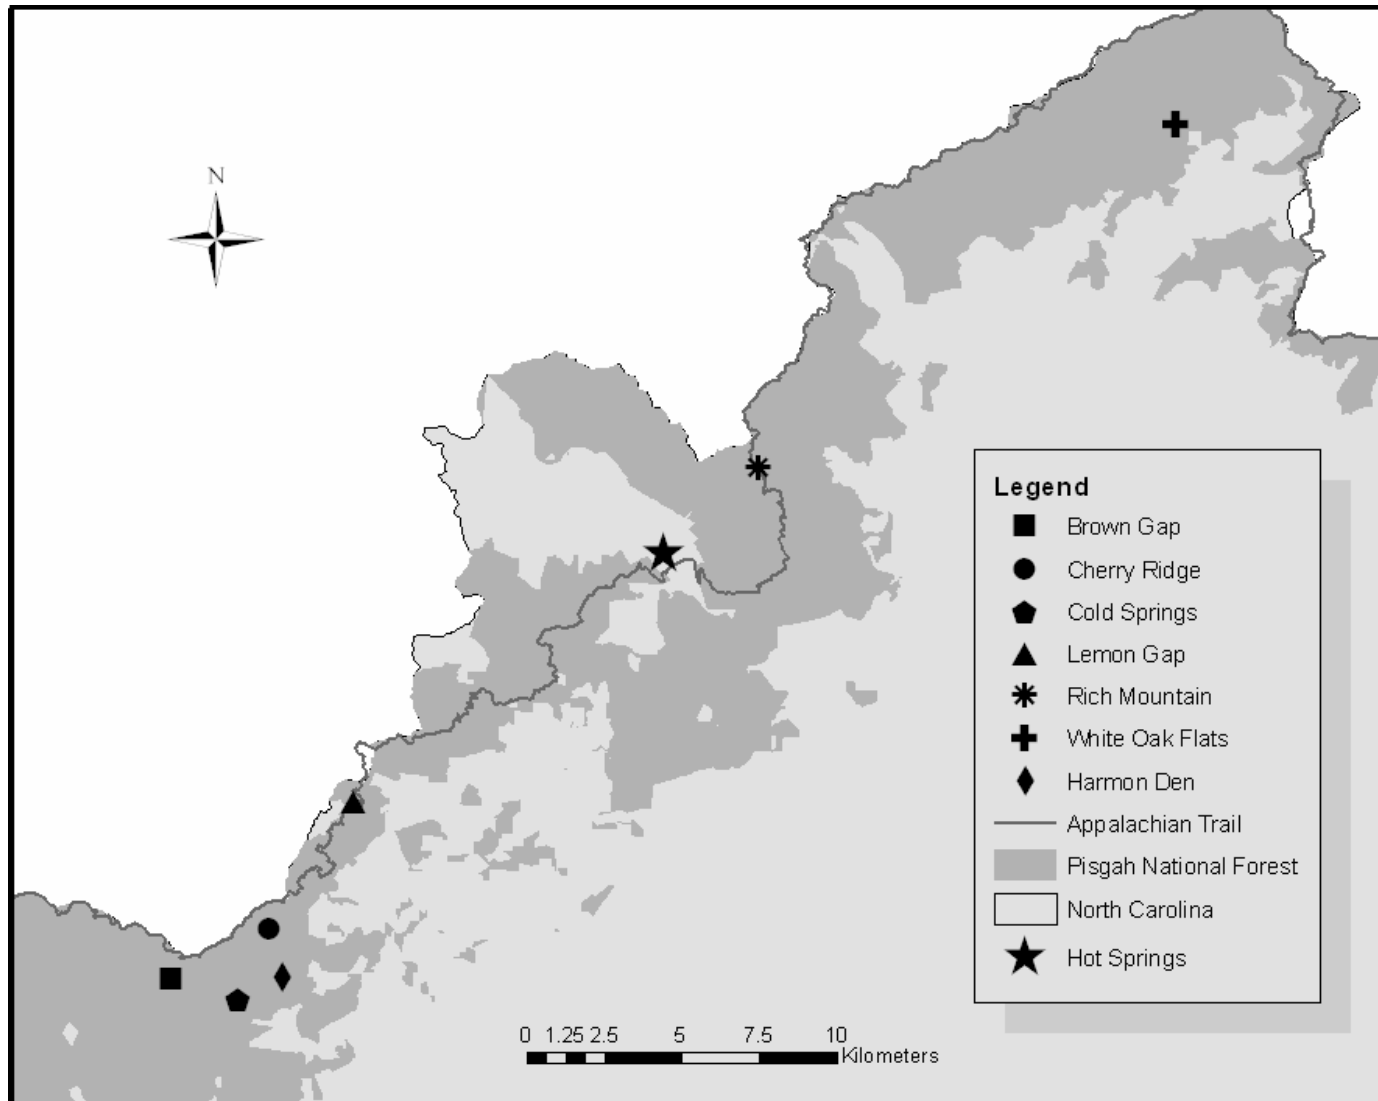 N
Legend
Brown Gap
Cherry Ridge
Cold Springs
Lemon Gap
Rich Mountain
White Oak Flats
Harmon Den
Appalachian Trail
Pisgah National Forest
North Carolina
Hot Springs
0 1.25 2.5 5 7.5 10
Kilometers